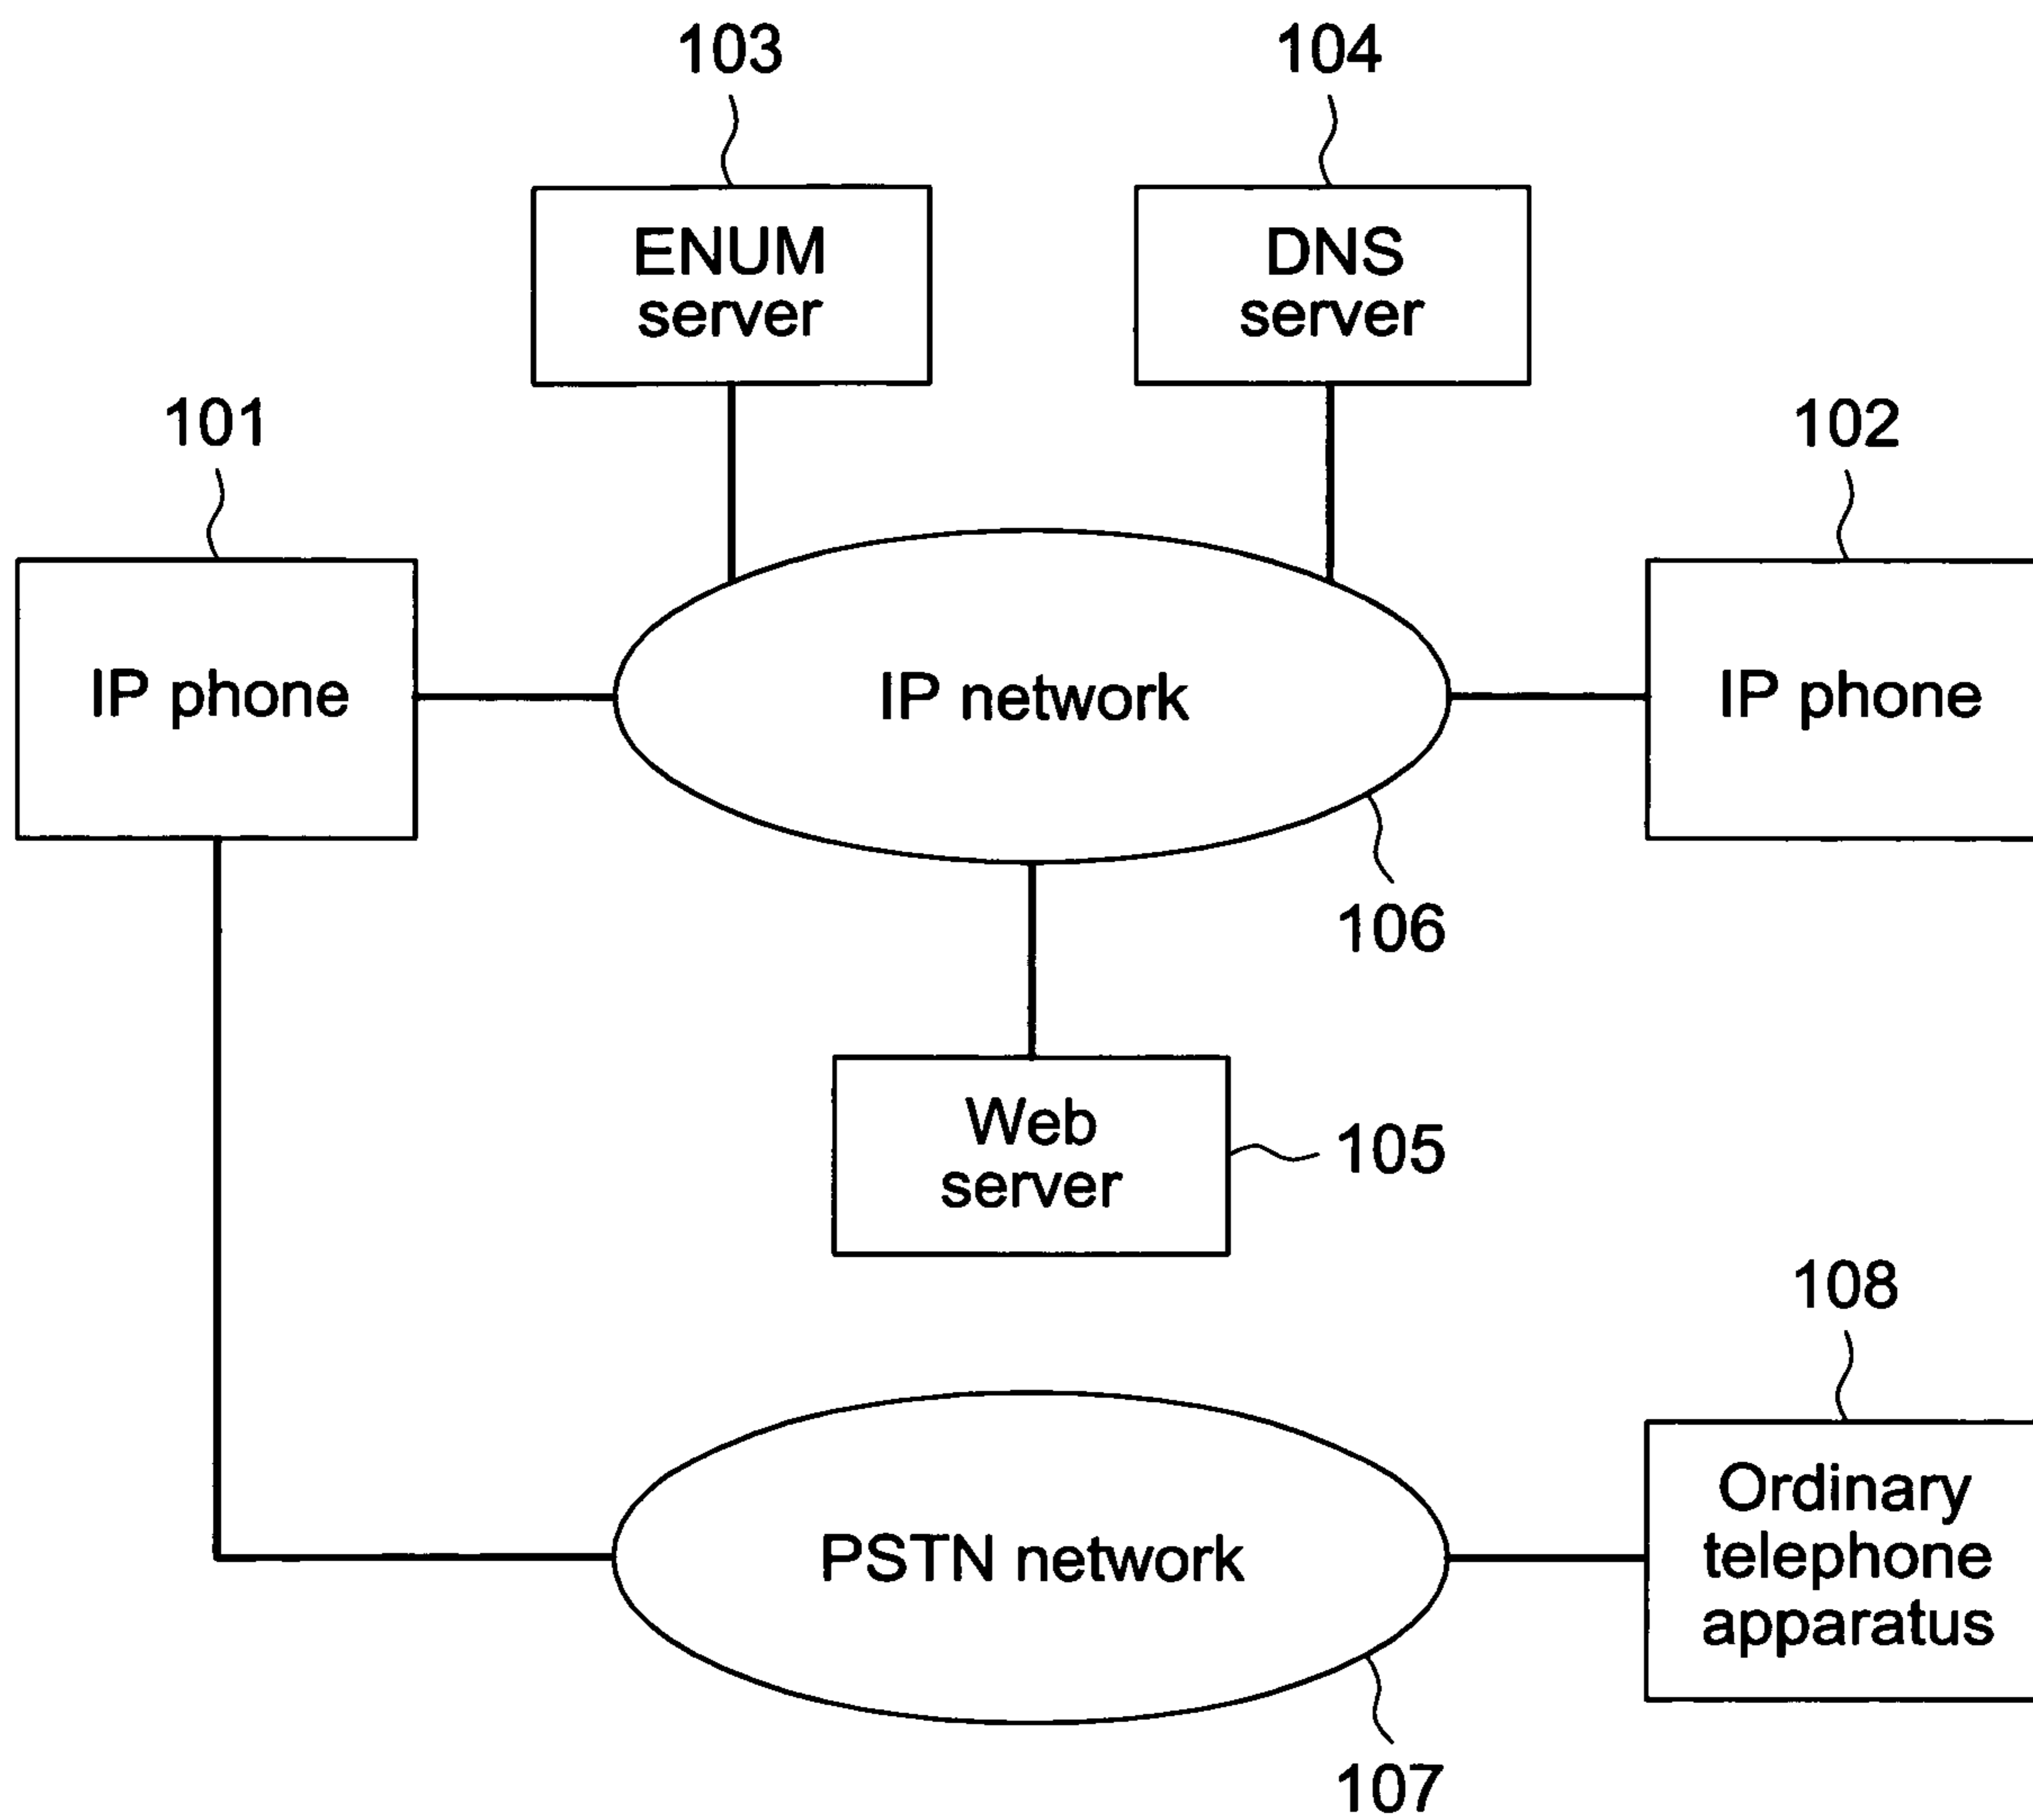 103
104
ENUM
server
DNS
server
101
102
IP phone
IP network
IP phone
106
Web
server
105
108
PSTN network
Ordinary
telephone
apparatus
107